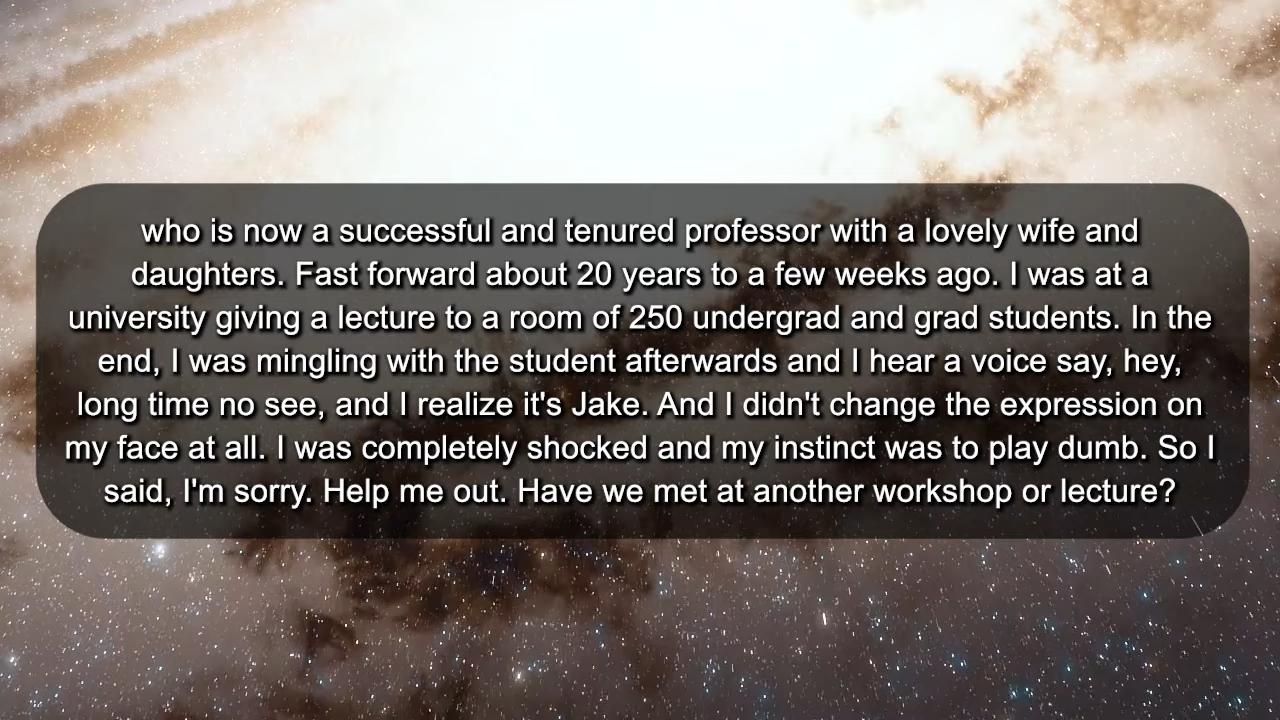 who is now a successful and tenured professor with a lovely wife and
daughters. Fast forward about 20 years to a few weeks ago. I was at a
university giving a lecture to a room of 250 undergrad and grad students. In the
end, I was mingling with the student afterwards and I hear a voice say, hey,
long time no see, and I realize it's Jake. And I didn't change the expression on
my face at all. I was completely shocked and my instinct was to play dumb. So I
said, I'm sorry. Help me out. Have we met at another workshop or lecture?